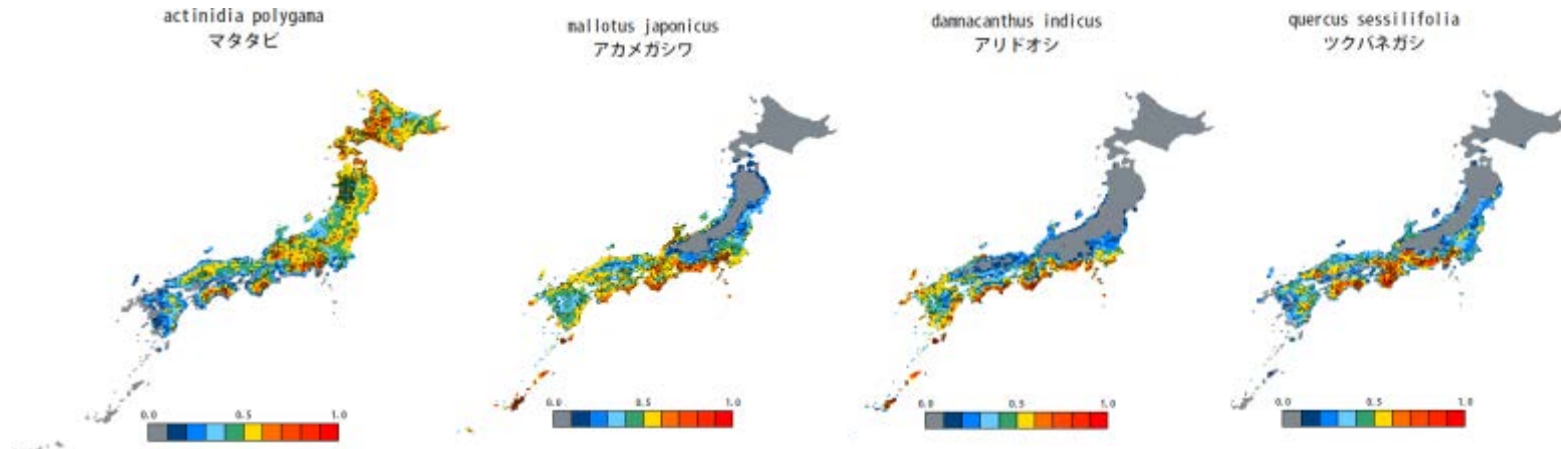 actinidia polygama
マタタビ
mallotus japonicus
アカメガシワ
damnacanthus indicus
アリドオシ
quercus sessilifolia
ツクバネガシ
0.0 0.5 1.0
0.0 0.5 1.0
0.0 0.5 1.0
0.0 0.5 1.0